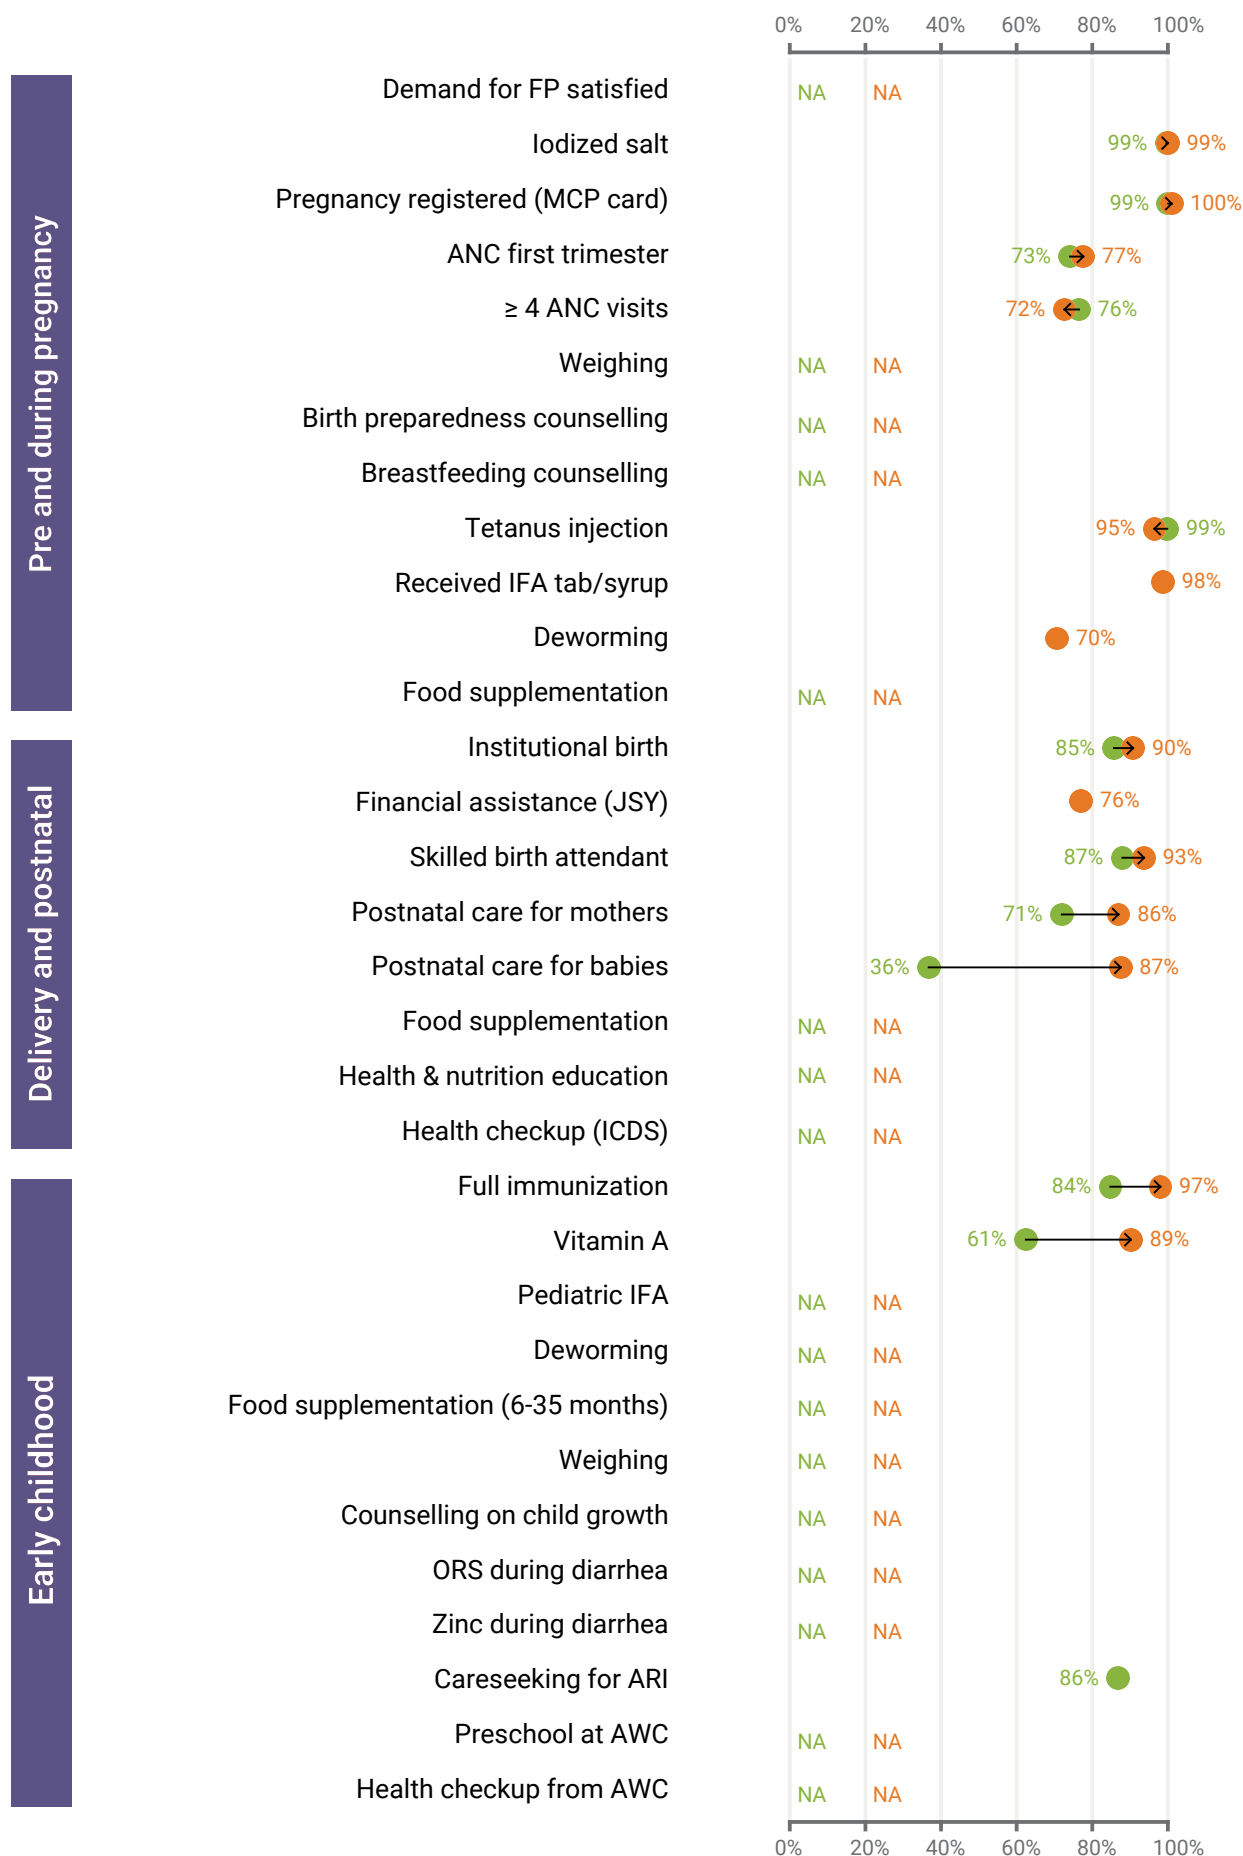 0% 20% 40% 60% 80% 100%
Pre and during pregnancy
Demand for FP satisfied NA NA
Iodized salt 99% 99%
Pregnancy registered (MCP card) 99% 100%
ANC first trimester 73% 77%
≥ 4 ANC visits 72% 76%
Weighing NA NA
Birth preparedness counselling NA NA
Breastfeeding counselling NA NA
Tetanus injection 95% 99%
Received IFA tab/syrup 98%
Deworming 70%
Food supplementation NA NA
Delivery and postnatal
Institutional birth 85% 90%
Financial assistance (JSY) 76%
Skilled birth attendant 87% 93%
Postnatal care for mothers 71% 86%
Postnatal care for babies 36% 87%
Food supplementation NA NA
Health & nutrition education NA NA
Health checkup (ICDS) NA NA
Early childhood
Full immunization 84% 97%
Vitamin A 61% 89%
Pediatric IFA NA NA
Deworming NA NA
Food supplementation (6-35 months) NA NA
Weighing NA NA
Counselling on child growth NA NA
ORS during diarrhea NA NA
Zinc during diarrhea NA NA
Careseeking for ARI 86%
Preschool at AWC NA NA
Health checkup from AWC NA NA
0% 20% 40% 60% 80% 100%